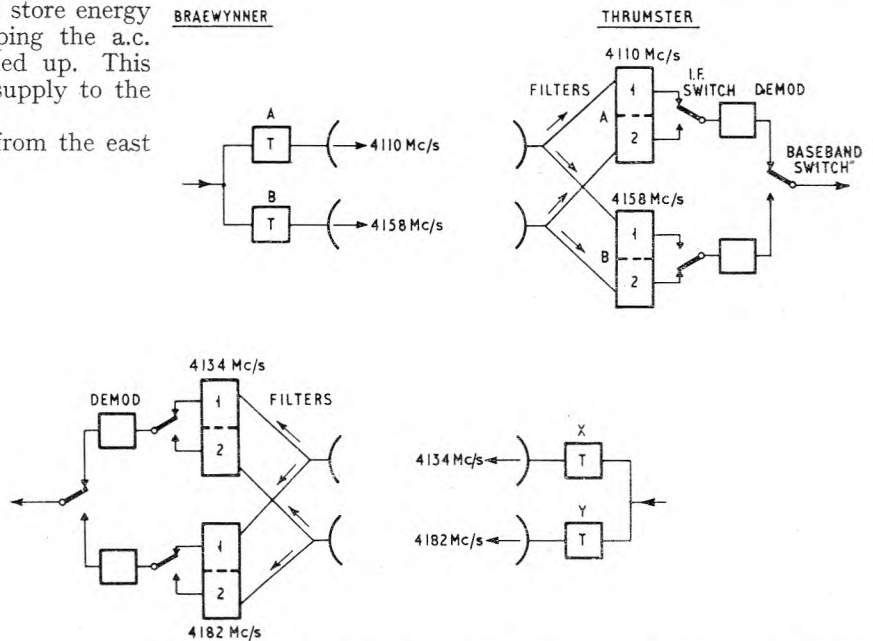 store energy
ping the a.c.
ed up. This
supply to the
from the east
BRAEWYNNER
THRUMSTER
A
T
4110 Mc/s
B
T
4158 Mc/s
FILTERS
4110 Mc/s
A
1
2
4158 Mc/s
B
1
2
I.F.
SWITCH
DEMOD
BASEBAND
SWITCH"
4134 Mc/s
DEMOD
1
2
FILTERS
1
2
4182 Mc/s
X
4134 Mc/s
T
Y
4182 Mc/s
T